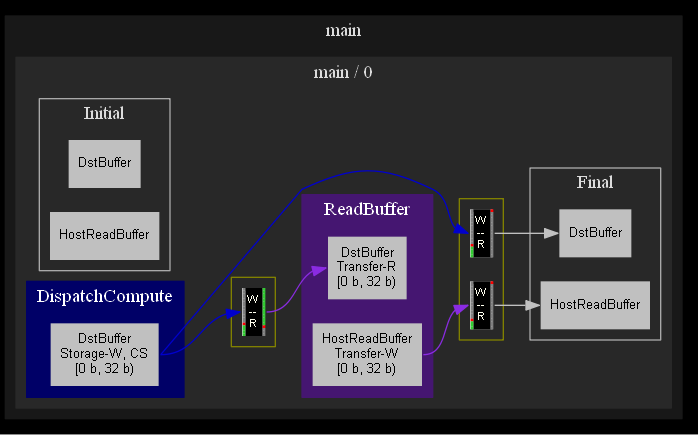 main
main / 0
Initial
DstBuffer
HostReadBuffer
DispatchCompute
DstBuffer
Storage-W, CS
[0 b, 32 b)
W
--
R
ReadBuffer
DstBuffer
Transfer-R
[0 b, 32 b)
HostReadBuffer
Transfer-W
[0 b, 32 b)
W
--
R
W
--
R
Final
DstBuffer
HostReadBuffer